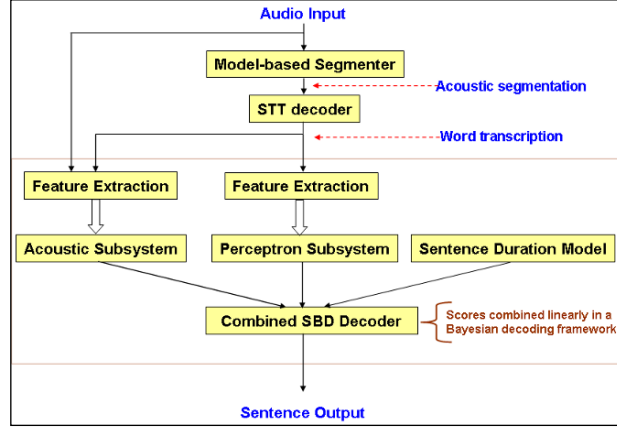 Audio Input
Model-based Segmenter
Acoustic segmentation
STT decoder
Word transcription
Feature Extraction
Feature Extraction
Acoustic Subsystem
Perceptron Subsystem
Sentence Duration Model
Combined SBD Decoder
Scores combined linearly in a
Bayesian decoding framework
Sentence Output